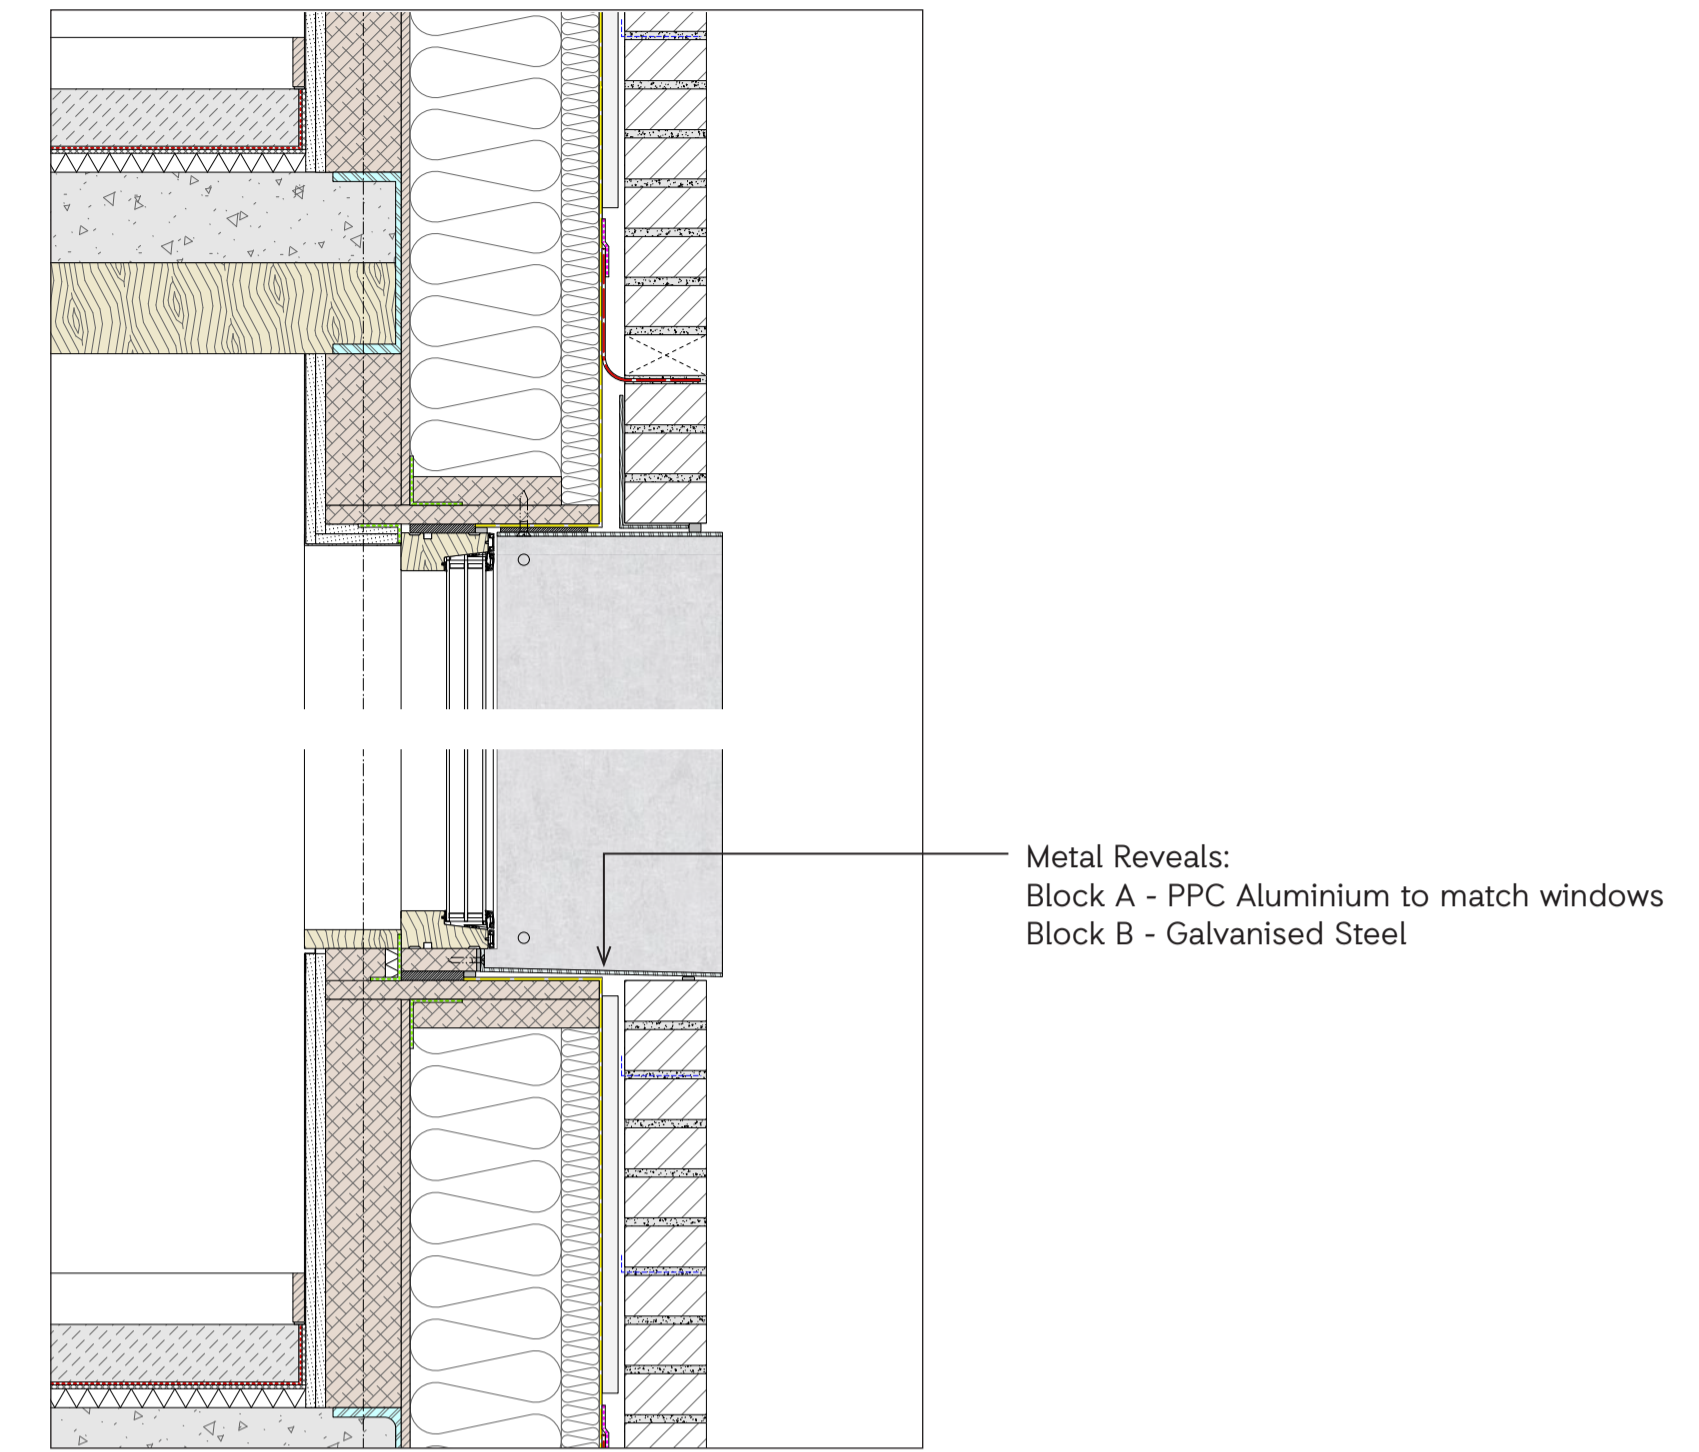 Metal Reveals:
Block A - PPC Aluminium to match windows
Block B - Galvanised Steel